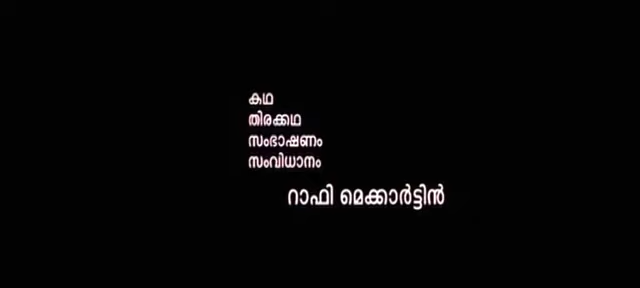 കഥ
തിരക്കഥ
സംഭാഷണം
സംവിധാനം
റാഫി മെക്കാർട്ടിൻ